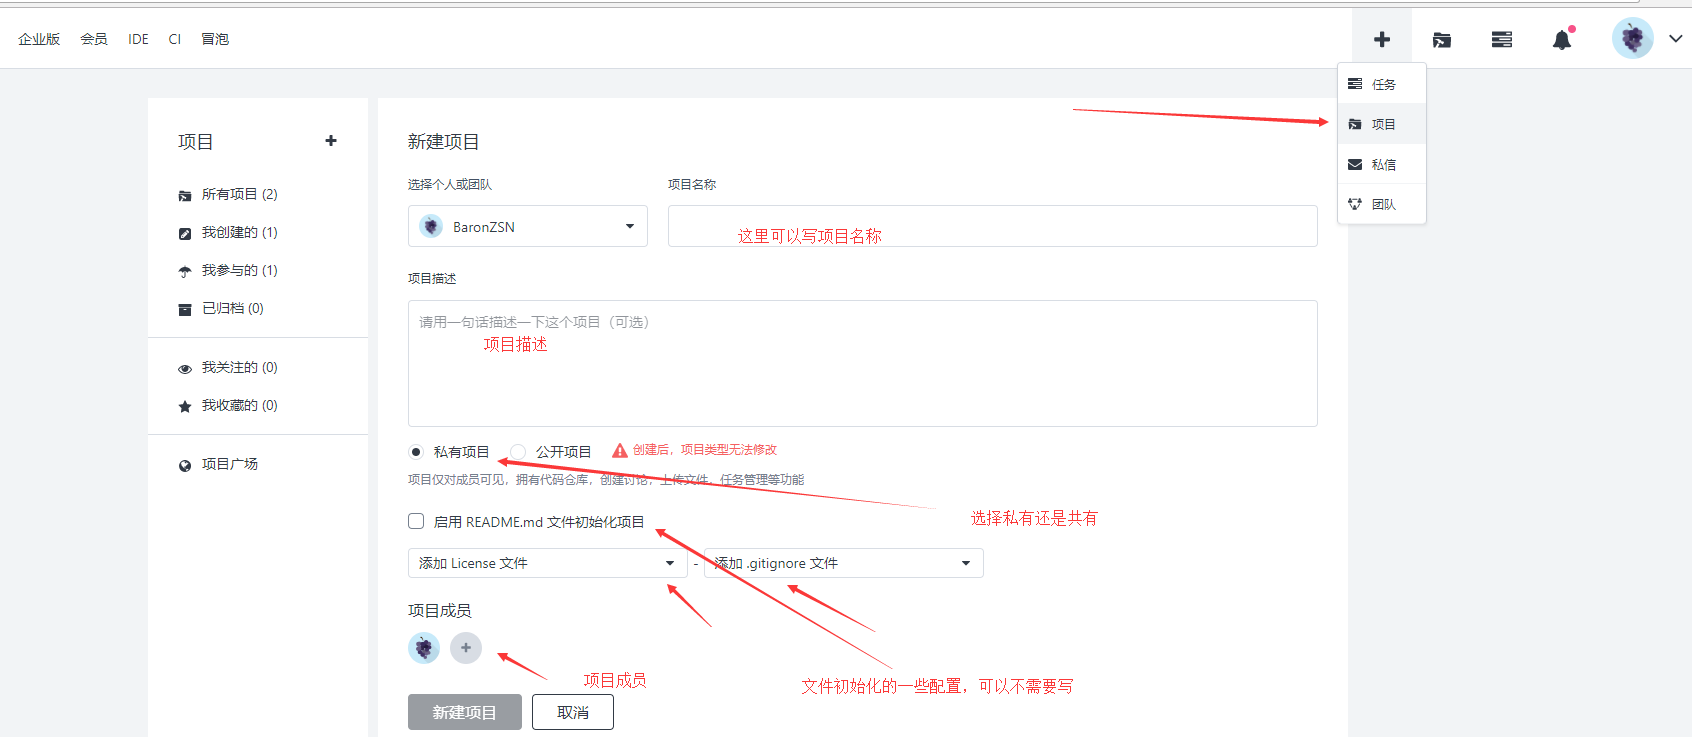 企业版 会员 IDE CI 冒泡
任务
项目
私信
团队
项目
所有项目 (2)
我创建的 (1)
我参与的 (1)
已归档 (0)
我关注的 (0)
我收藏的 (0)
项目广场
新建项目
选择个人或团队 项目名称
BaronZSN
这里可以写项目名称
项目描述
请用一句话描述一下这个项目（可选）
项目描述
私有项目 公开项目 创建后，项目类型无法修改
项目仅对成员可见，拥有代码仓库，创建讨论，上传文件，任务管理等功能
选择私有还是共有
启用 README.md 文件初始化项目
添加 License 文件 - 添加 .gitignore 文件
项目成员
项目成员
文件初始化的一些配置，可以不需要写
新建项目 取消